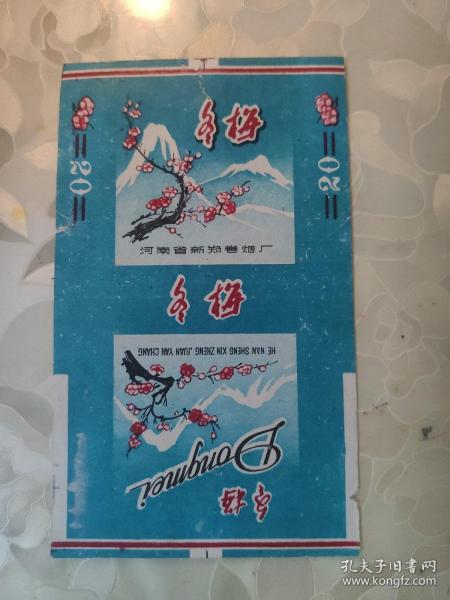 冬梅
=20=
=20=
河南省新郑卷烟厂
冬梅
HE NAN SHENG XIN ZHENG JUAN YAN CHANG
Dongmei
冬梅
孔夫子旧书网
www.kongfz.com